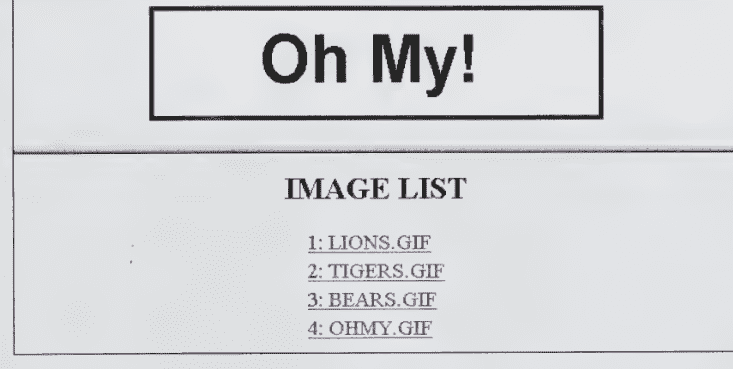 Oh My!
IMAGE LIST
1: LIONS.GIF
2: TIGERS.GIF
3: BEARS.GIF
4: OHMY.GIF